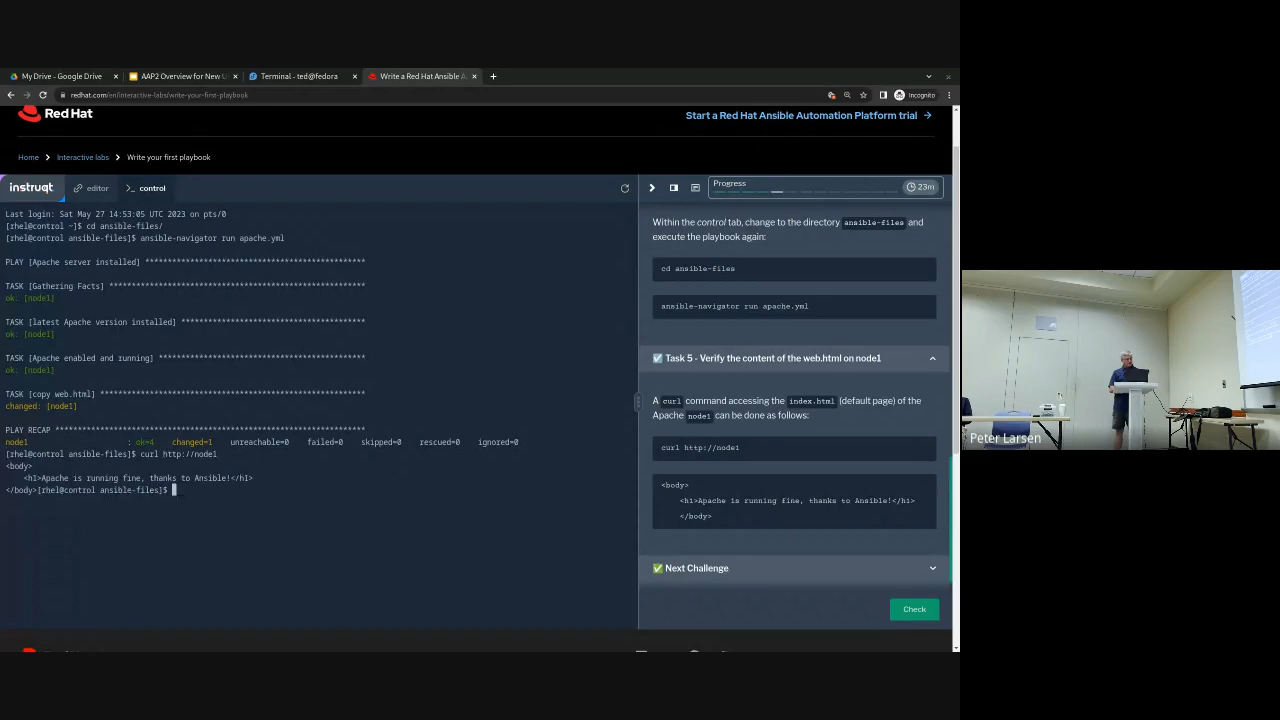 My Drive - Google Drive
AAP2 Overview for New U
Terminal - ted@fedora
Write a Red Hat Ansible A
redhat.com/en/interactive-labs/write-your-first-playbook
Incognito
Red Hat
Start a Red Hat Ansible Automation Platform trial
Home
Interactive labs
Write your first playbook
instruqt
editor
control
Progress
23m
Last login: Sat May 27 14:53:05 UTC 2023 on pts/0
[rhel@control ~]$ cd ansible-files/
[rhel@control ansible-files]$ ansible-navigator run apache.yml
PLAY [Apache server installed] **********************************************
TASK [Gathering Facts] ******************************************************
ok: [node1]
TASK [latest Apache version installed] **************************************
ok: [node1]
TASK [Apache enabled and running] *******************************************
ok: [node1]
TASK [copy web.html] ********************************************************
changed: [node1]
PLAY RECAP ******************************************************************
node1 : ok=4 changed=1 unreachable=0 failed=0 skipped=0 rescued=0 ignored=0
[rhel@control ansible-files]$ curl http://node1
<body>
<h1>Apache is running fine, thanks to Ansible!</h1>
</body>[rhel@control ansible-files]$
Within the control tab, change to the directory ansible-files and
execute the playbook again:
cd ansible-files
ansible-navigator run apache.yml
Task 5 - Verify the content of the web.html on node1
A curl command accessing the index.html (default page) of the
Apache node1 can be done as follows:
curl http://node1
<body>
<h1>Apache is running fine, thanks to Ansible!</h1>
</body>
Next Challenge
Check
Peter Larsen